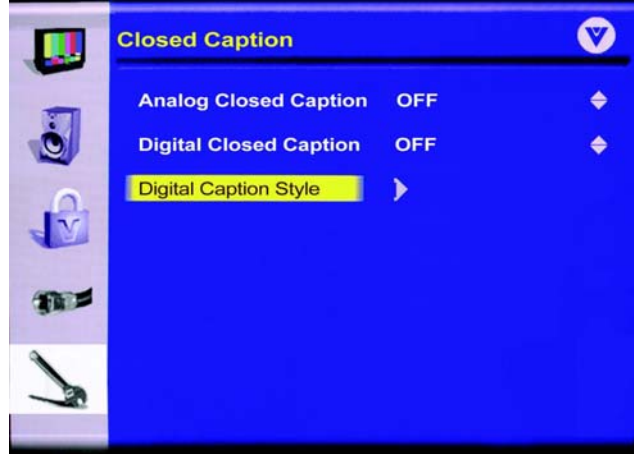 Closed Caption
Analog Closed Caption OFF
Digital Closed Caption OFF
Digital Caption Style